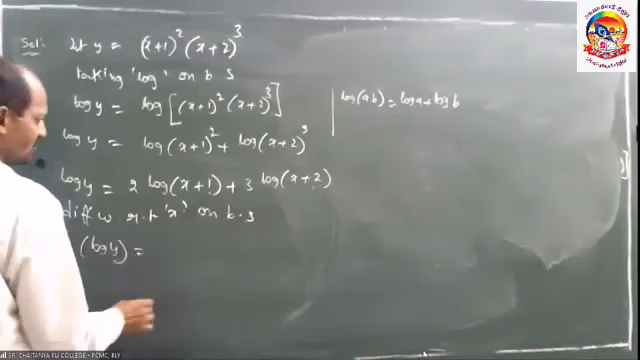 Sol: Let y = (x+1)² (x+2)³
taking 'log' on b s
log y = log [(x+1)² (x+2)³]
log(ab) = log a + log b
log y = log(x+1)² + log(x+2)³
log y = 2 log(x+1) + 3 log(x+2)
diff w.r.t 'x' on b.s
(log y) =
SRI CHAITANYA PU COLLEGE - PCMC, BLY